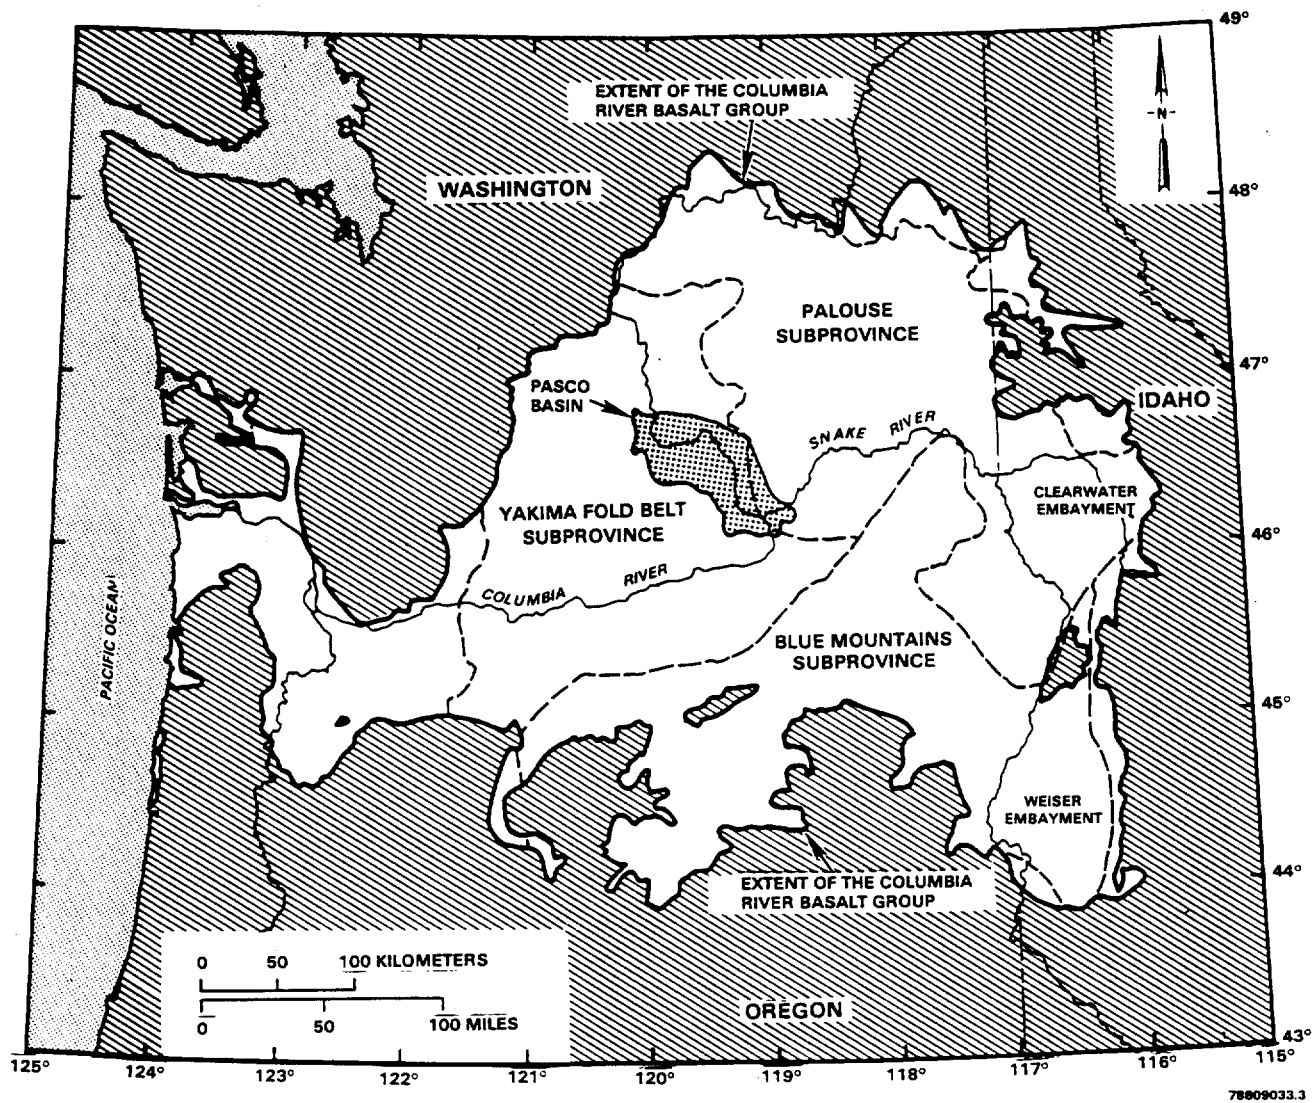 49°
EXTENT OF THE COLUMBIA
RIVER BASALT GROUP
-N-
WASHINGTON
48°
PALOUSE
SUBPROVINCE
47°
PASCO
BASIN
IDAHO
SNAKE RIVER
CLEARWATER
EMBAYMENT
YAKIMA FOLD BELT
SUBPROVINCE
46°
COLUMBIA RIVER
PACIFIC OCEAN
BLUE MOUNTAINS
SUBPROVINCE
45°
WEISER
EMBAYMENT
44°
EXTENT OF THE COLUMBIA
RIVER BASALT GROUP
0 50 100 KILOMETERS
0 50 100 MILES
OREGON
43°
125° 124° 123° 122° 121° 120° 119° 118° 117° 116° 115°
78809033.3